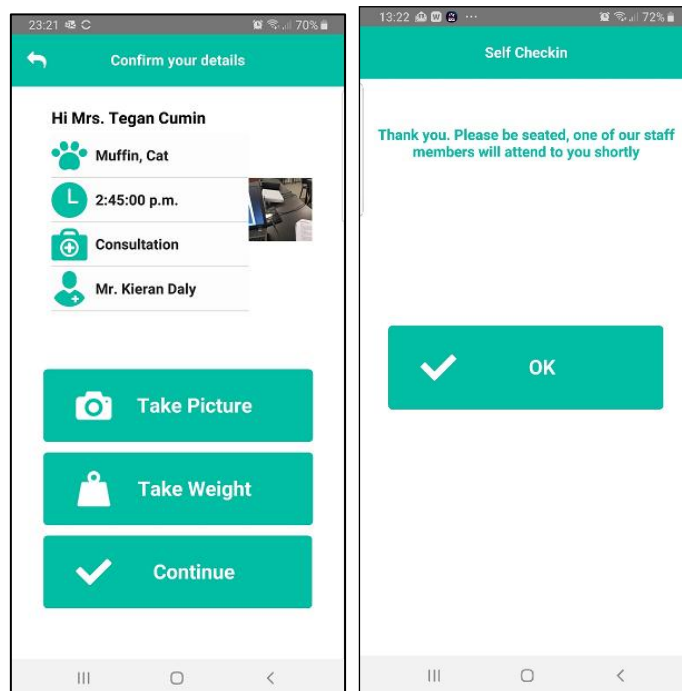 23:21
70%
Confirm your details
Hi Mrs. Tegan Cumin
Muffin, Cat
2:45:00 p.m.
Consultation
Mr. Kieran Daly
Take Picture
Take Weight
Continue
13:22
72%
Self Checkin
Thank you. Please be seated, one of our staff
members will attend to you shortly
OK